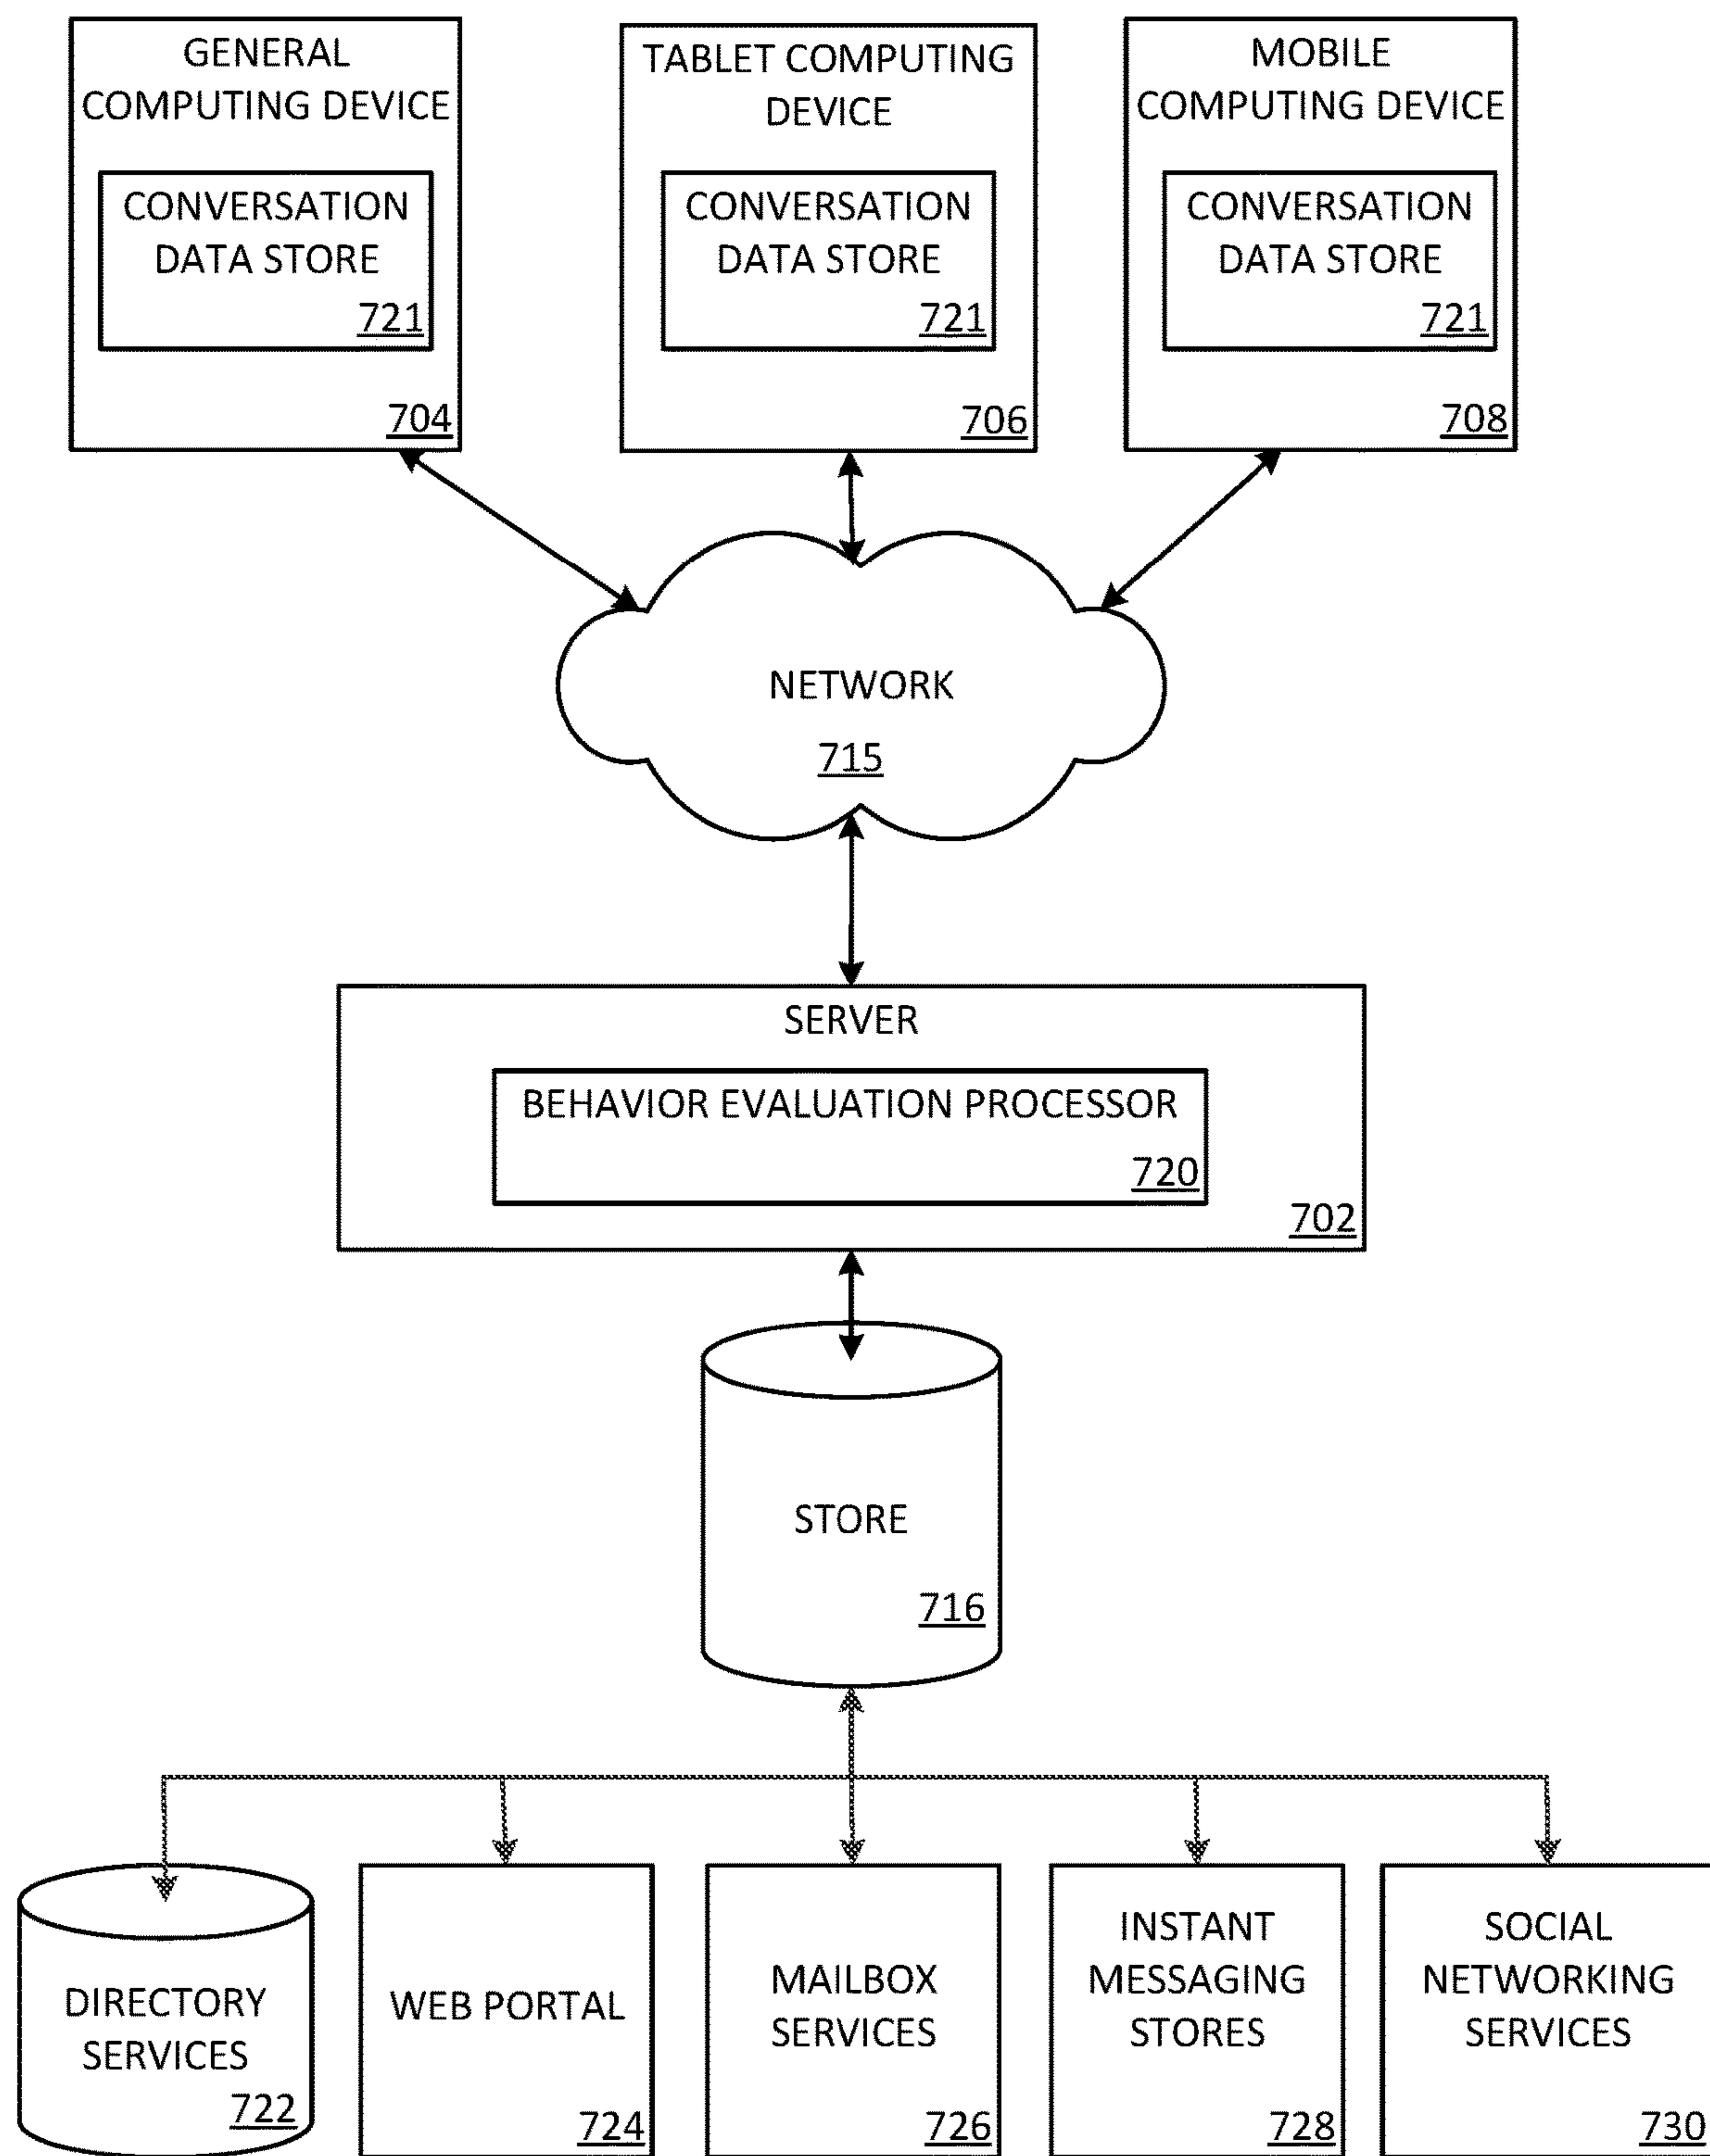 GENERAL
COMPUTING DEVICE
CONVERSATION
DATA STORE
721
704
TABLET COMPUTING
DEVICE
CONVERSATION
DATA STORE
721
706
MOBILE
COMPUTING DEVICE
CONVERSATION
DATA STORE
721
708
NETWORK
715
SERVER
BEHAVIOR EVALUATION PROCESSOR
720
702
STORE
716
DIRECTORY
SERVICES
722
WEB PORTAL
724
MAILBOX
SERVICES
726
INSTANT
MESSAGING
STORES
728
SOCIAL
NETWORKING
SERVICES
730